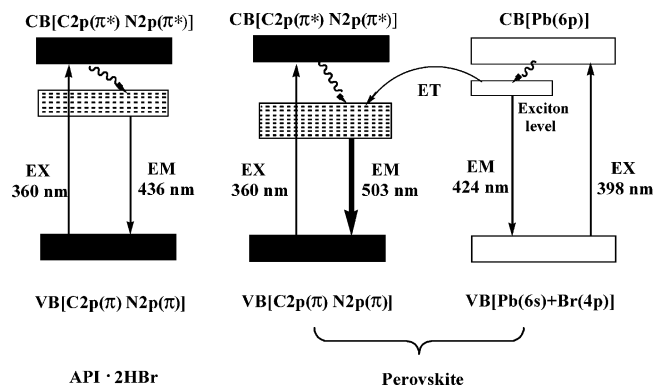 CB[C2p(π*) N2p(π*)]
EX
360 nm
EM
436 nm
VB[C2p(π) N2p(π)]
API · 2HBr
CB[C2p(π*) N2p(π*)]
EX
360 nm
EM
503 nm
VB[C2p(π) N2p(π)]
ET
CB[Pb(6p)]
Exciton
level
EM
424 nm
EX
398 nm
VB[Pb(6s)+Br(4p)]
Perovskite